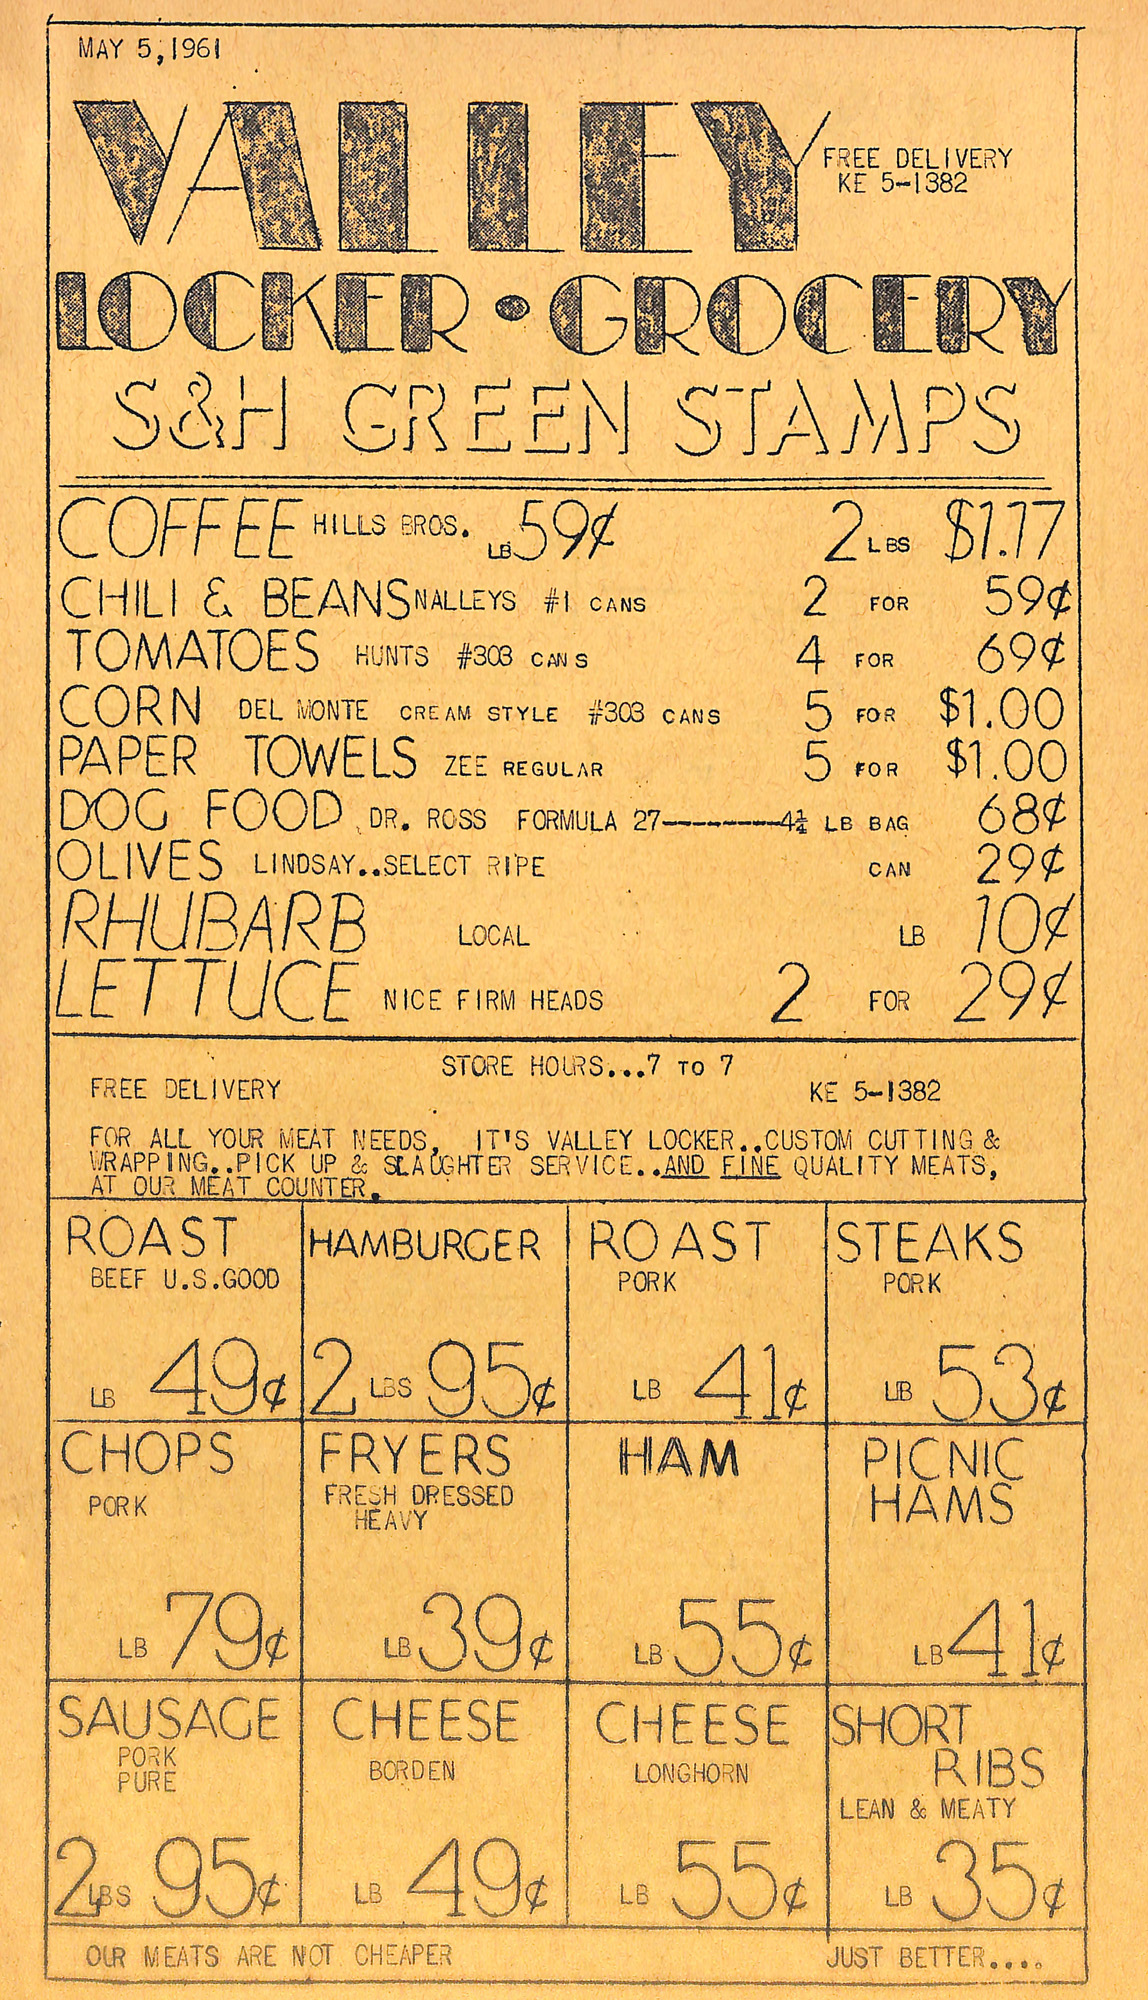 MAY 5, 1961
VALLEY
FREE DELIVERY
KE 5-1382
LOCKER • GROCERY
S&H GREEN STAMPS
COFFEE HILLS BROS. LB 59¢ 2 LBS $1.17
CHILI & BEANS NALLEYS #1 CANS 2 FOR 59¢
TOMATOES HUNTS #303 CANS 4 FOR 69¢
CORN DEL MONTE CREAM STYLE #303 CANS 5 FOR $1.00
PAPER TOWELS ZEE REGULAR 5 FOR $1.00
DOG FOOD DR. ROSS FORMULA 27--------4½ LB BAG 68¢
OLIVES LINDSAY..SELECT RIPE CAN 29¢
RHUBARB LOCAL LB 10¢
LETTUCE NICE FIRM HEADS 2 FOR 29¢
STORE HOURS...7 TO 7
FREE DELIVERY KE 5-1382
FOR ALL YOUR MEAT NEEDS, IT'S VALLEY LOCKER..CUSTOM CUTTING &
WRAPPING..PICK UP & SLAUGHTER SERVICE..AND FINE QUALITY MEATS,
AT OUR MEAT COUNTER.
ROAST
BEEF U.S.GOOD
LB 49¢
HAMBURGER
2 LBS 95¢
ROAST
PORK
LB 41¢
STEAKS
PORK
LB 53¢
CHOPS
PORK
LB 79¢
FRYERS
FRESH DRESSED
HEAVY
LB 39¢
HAM
LB 55¢
PICNIC
HAMS
LB 41¢
SAUSAGE
PORK
PURE
2 LBS 95¢
CHEESE
BORDEN
LB 49¢
CHEESE
LONGHORN
LB 55¢
SHORT
RIBS
LEAN & MEATY
LB 35¢
OUR MEATS ARE NOT CHEAPER JUST BETTER....